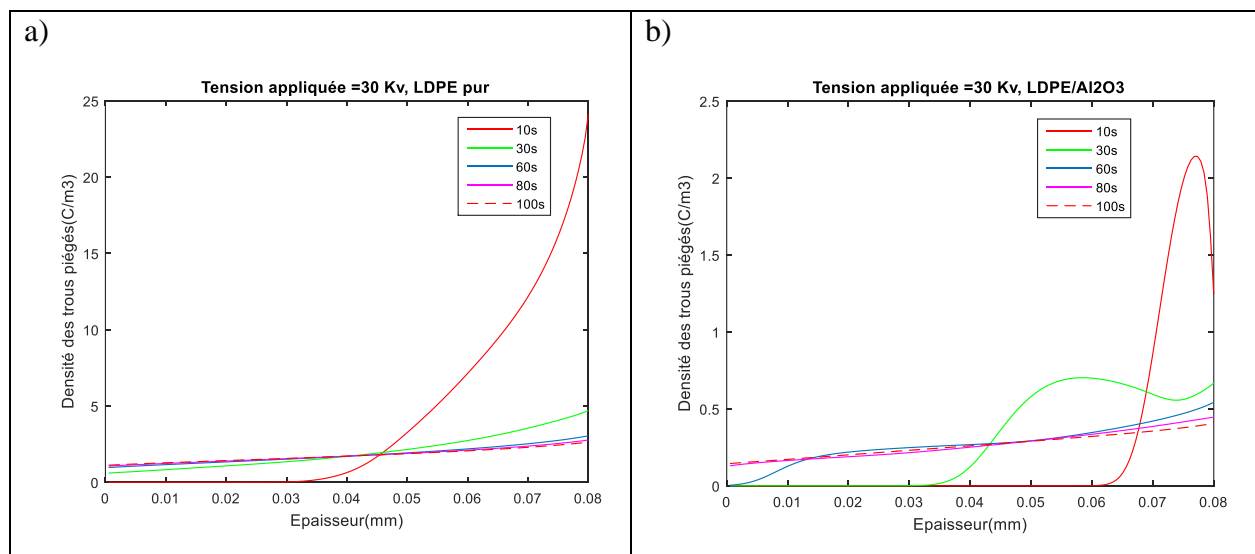 a)
Tension appliquée =30 Kv, LDPE pur
25
20
15
10
5
0
Densité des trous piégés(C/m3)
10s
30s
60s
80s
100s
0 0.01 0.02 0.03 0.04 0.05 0.06 0.07 0.08
Epaisseur(mm)
b)
Tension appliquée =30 Kv, LDPE/Al2O3
2.5
2
1.5
1
0.5
0
Densité des trous piégés(C/m3)
10s
30s
60s
80s
100s
0 0.01 0.02 0.03 0.04 0.05 0.06 0.07 0.08
Epaisseur(mm)